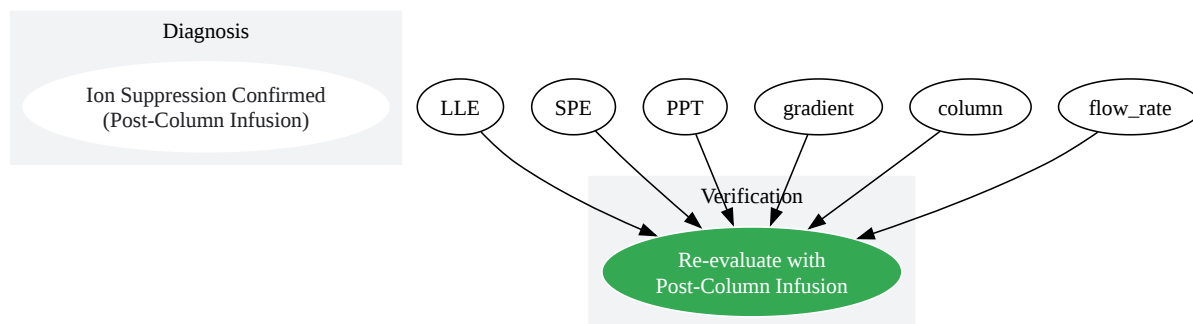 Diagnosis
Ion Suppression Confirmed
(Post-Column Infusion)
LLE
SPE
PPT
gradient
column
flow_rate
Verification
Re-evaluate with
Post-Column Infusion